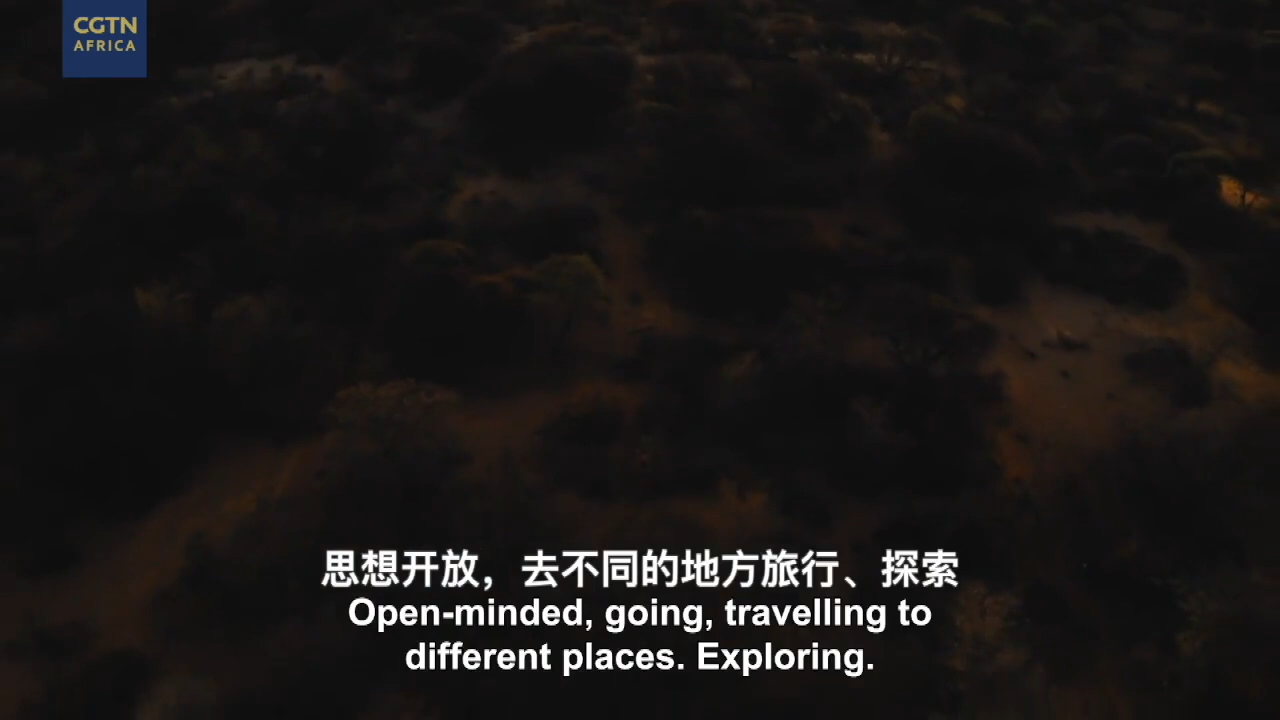 CGTN
AFRICA
思想开放，去不同的地方旅行、探索
Open-minded, going, travelling to
different places. Exploring.